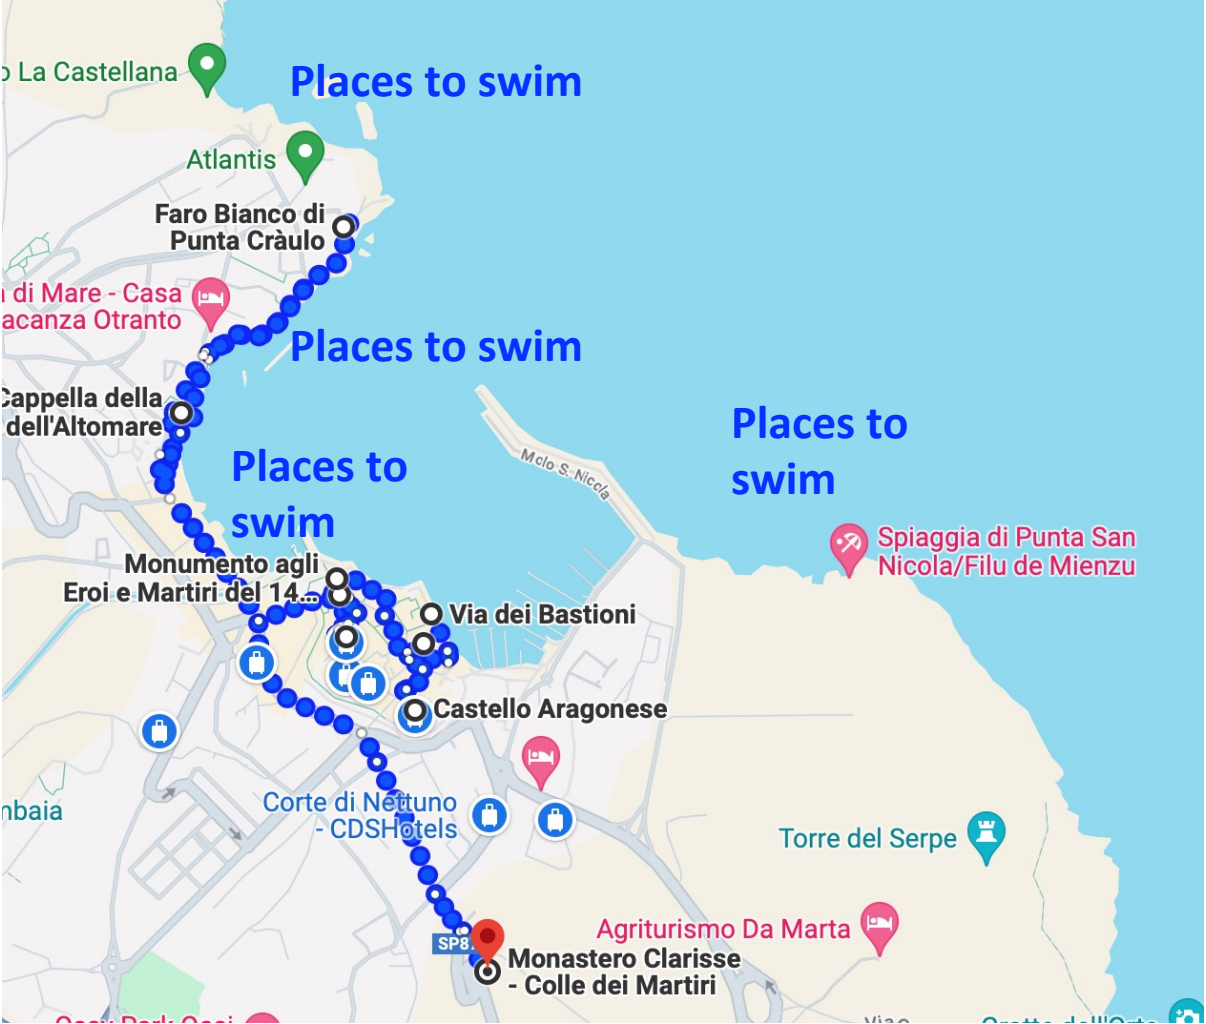 o La Castellana
Places to swim
Atlantis
Faro Bianco di
Punta Cràulo
di Mare - Casa
acanza Otranto
Places to swim
Cappella della
dell'Altomare
Places to
swim
Places to
swim
Molo S. Nicola
Spiaggia di Punta San
Nicola/Filu de Mienzu
Monumento agli
Eroi e Martiri del 14...
Via dei Bastioni
Castello Aragonese
Corte di Nettuno
- CDSHotels
mbaia
Torre del Serpe
Agriturismo Da Marta
SP87
Monastero Clarisse
- Colle dei Martiri